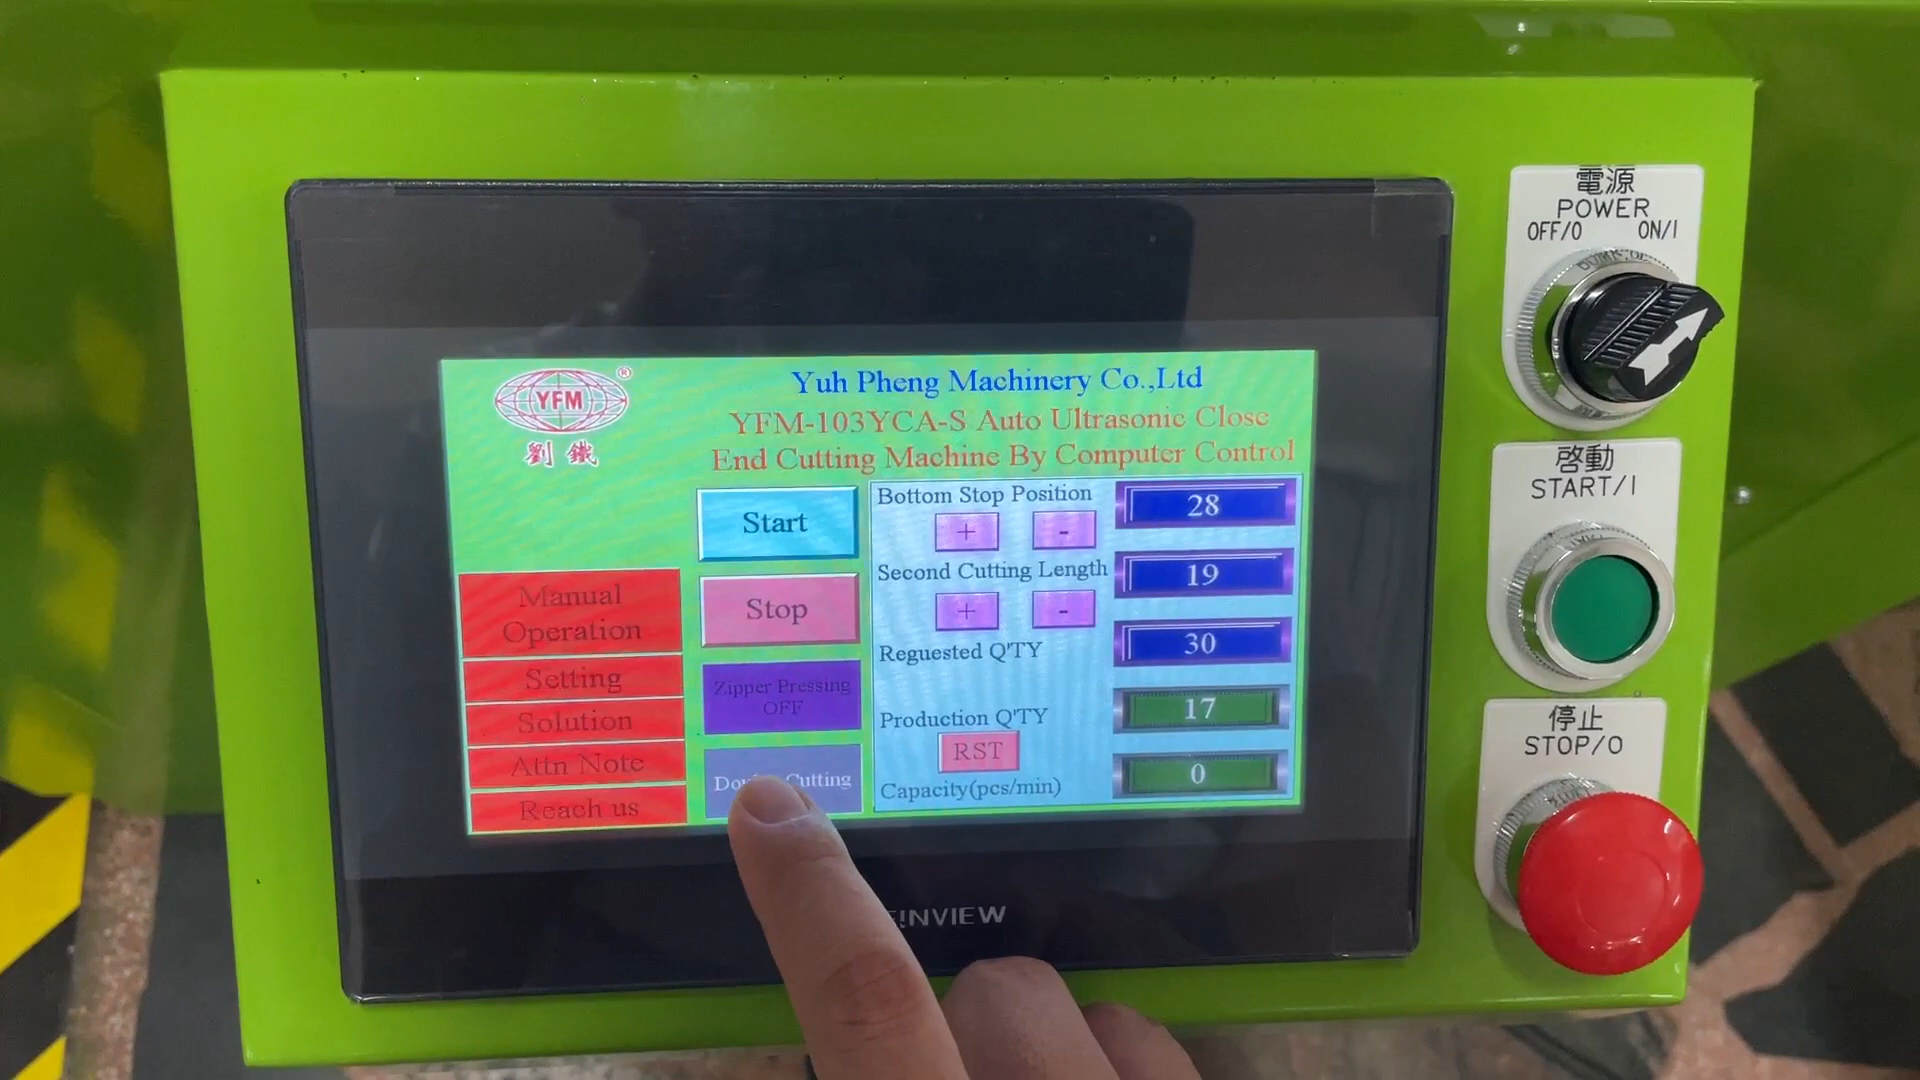 YFM
®
劉鐵
Yuh Pheng Machinery Co.,Ltd
YFM-103YCA-S Auto Ultrasonic Close
End Cutting Machine By Computer Control
Start
Stop
Zipper Pressing
OFF
Cutting
Manual
Operation
Setting
Solution
Attn Note
Reach us
Bottom Stop Position
+ -
28
Second Cutting Length
+ -
19
Reguested Q'TY
30
Production Q'TY
17
RST
Capacity(pcs/min)
0
INVIEW
電源
POWER
OFF/O ON/I
啓動
START/I
停止
STOP/O